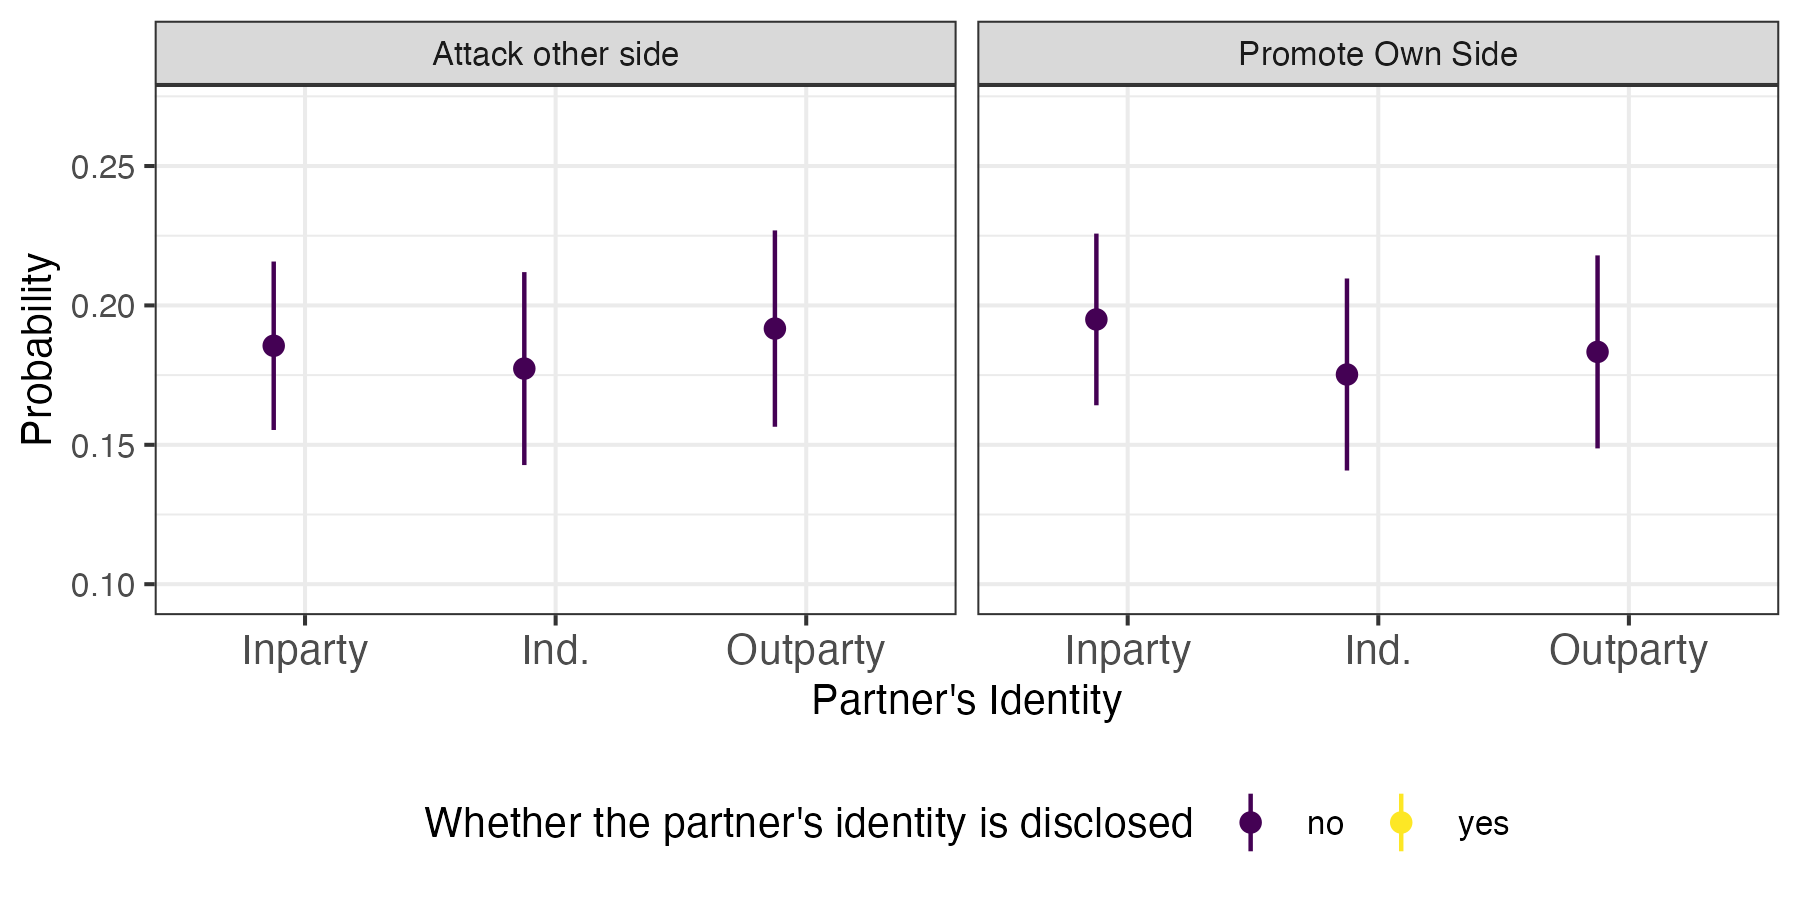 Attack other side
Promote Own Side
Probability
0.25
0.20
0.15
0.10
Inparty
Ind.
Outparty
Inparty
Ind.
Outparty
Partner's Identity
Whether the partner's identity is disclosed
no
yes